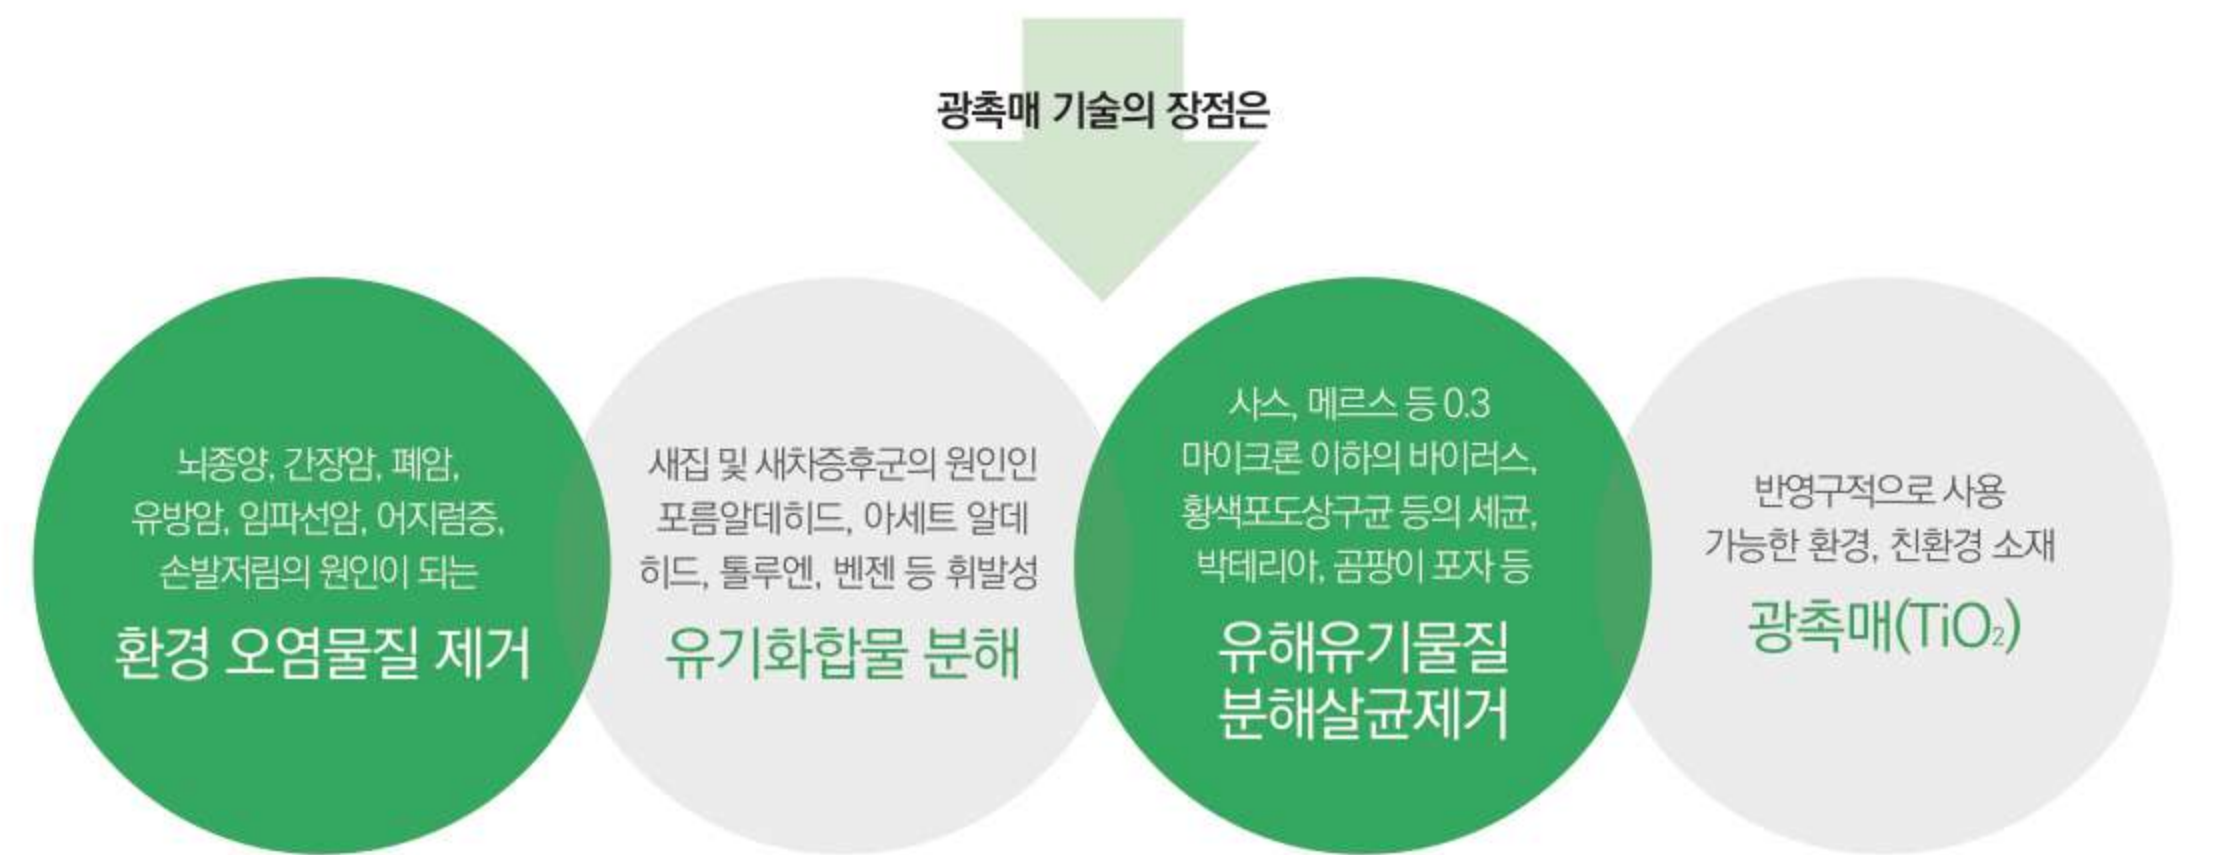 광촉매 기술의 장점은
뇌종양, 간장암, 폐암,
유방암, 임파선암, 어지럼증,
손발저림의 원인이 되는
환경 오염물질 제거
새집 및 새차증후군의 원인인
포름알데히드, 아세트 알데
히드, 톨루엔, 벤젠 등 휘발성
유기화합물 분해
사스, 메르스 등 0.3
마이크론 이하의 바이러스,
황색포도상구균 등의 세균,
박테리아, 곰팡이 포자 등
유해유기물질
분해살균제거
반영구적으로 사용
가능한 환경, 친환경 소재
광촉매(TiO₂)